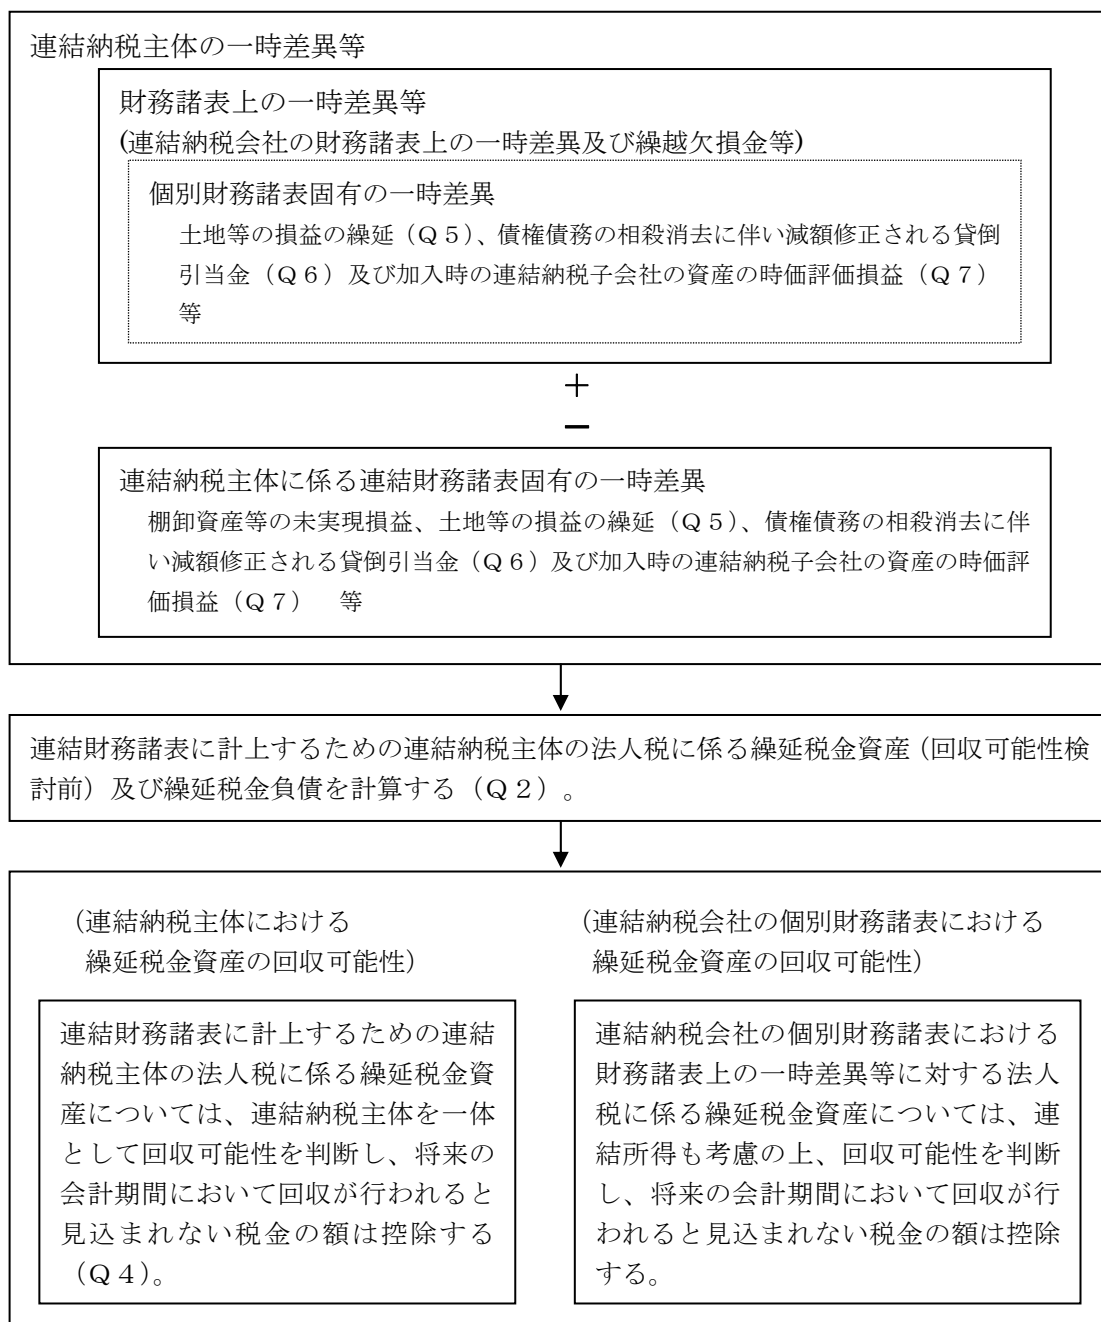 連結納税主体の一時差異等
財務諸表上の一時差異等
(連結納税会社の財務諸表上の一時差異及び繰越欠損金等)
個別財務諸表固有の一時差異
土地等の損益の繰延（Ｑ５）、債権債務の相殺消去に伴い減額修正される貸倒
引当金（Ｑ６）及び加入時の連結納税子会社の資産の時価評価損益（Ｑ７）
等
＋
－
連結納税主体に係る連結財務諸表固有の一時差異
棚卸資産等の未実現損益、土地等の損益の繰延（Ｑ５）、債権債務の相殺消去に伴
い減額修正される貸倒引当金（Ｑ６）及び加入時の連結納税子会社の資産の時価評
価損益（Ｑ７）　等
連結財務諸表に計上するための連結納税主体の法人税に係る繰延税金資産（回収可能性検
討前）及び繰延税金負債を計算する（Ｑ２）。
（連結納税主体における
繰延税金資産の回収可能性）
連結財務諸表に計上するための連結
納税主体の法人税に係る繰延税金資
産については、連結納税主体を一体
として回収可能性を判断し、将来の
会計期間において回収が行われると
見込まれない税金の額は控除する
（Ｑ４）。
（連結納税会社の個別財務諸表における
繰延税金資産の回収可能性）
連結納税会社の個別財務諸表における
財務諸表上の一時差異等に対する法人
税に係る繰延税金資産については、連
結所得も考慮の上、回収可能性を判断
し、将来の会計期間において回収が行
われると見込まれない税金の額は控除
する。